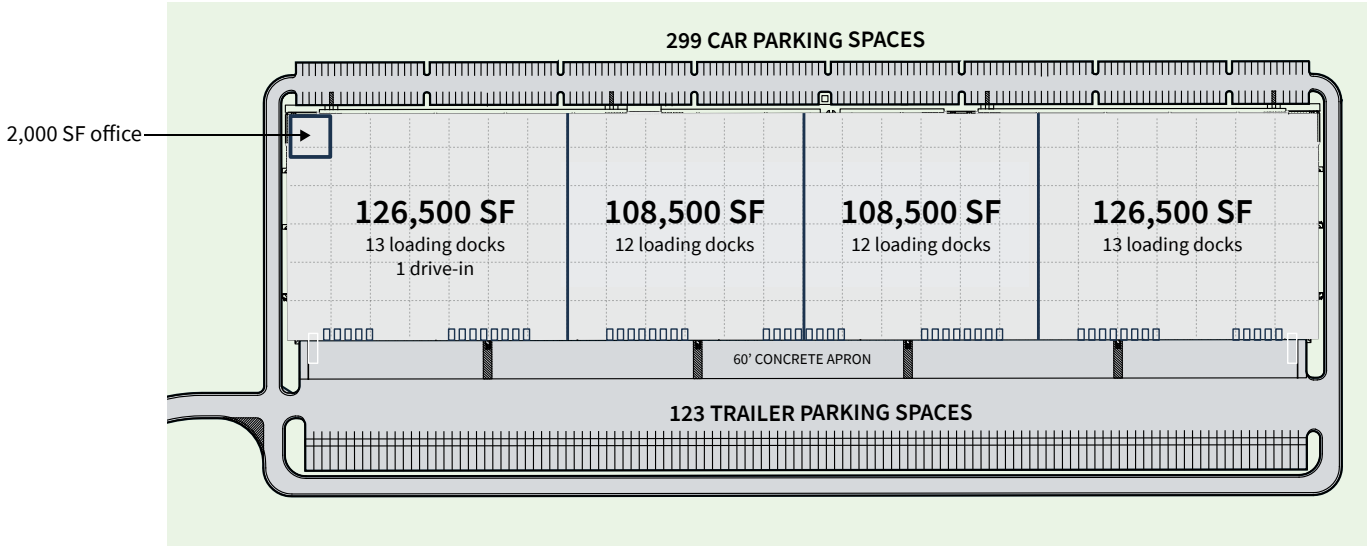 299 CAR PARKING SPACES
2,000 SF office
126,500 SF
13 loading docks
1 drive-in
108,500 SF
12 loading docks
108,500 SF
12 loading docks
126,500 SF
13 loading docks
60’ CONCRETE APRON
123 TRAILER PARKING SPACES